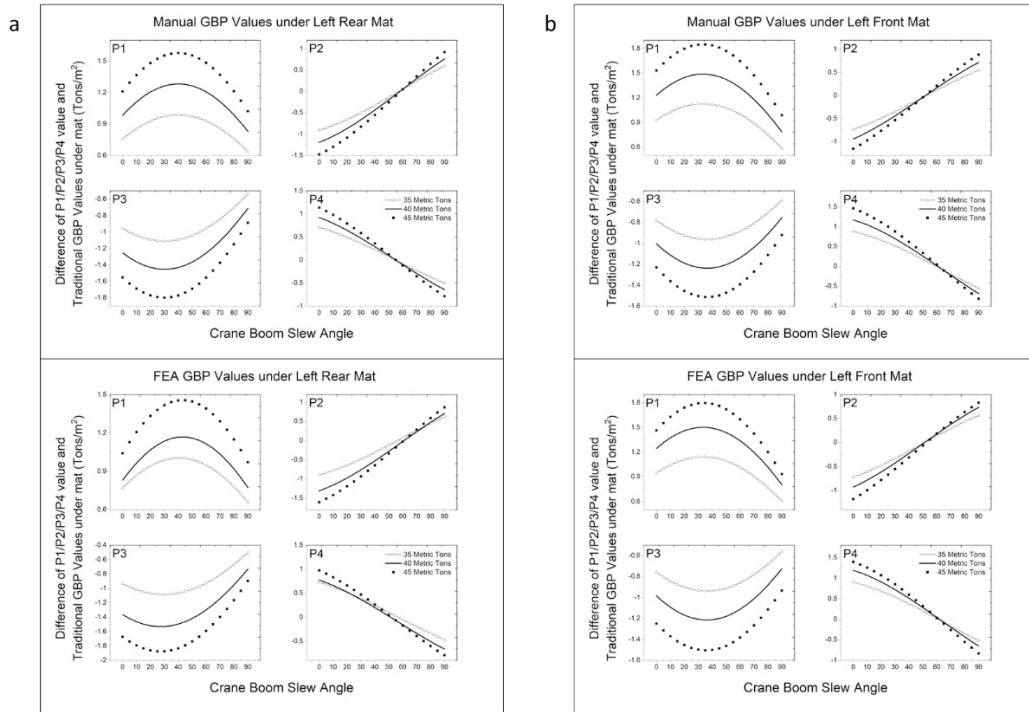 a
Manual GBP Values under Left Rear Mat
Difference of P1/P2/P3/P4 value and
Traditional GBP Values under mat (Tons/m²)
P1
1.5
1.2
0.9
0.6
0 10 20 30 40 50 60 70 80 90
P2
1
0.5
0
-0.5
-1
-1.5
0 10 20 30 40 50 60 70 80 90
P3
-0.6
-0.8
-1
-1.2
-1.4
-1.6
-1.8
0 10 20 30 40 50 60 70 80 90
P4
1.5
1
0.5
0
-0.5
-1
0 10 20 30 40 50 60 70 80 90
35 Metric Tons
40 Metric Tons
45 Metric Tons
Crane Boom Slew Angle
FEA GBP Values under Left Rear Mat
Difference of P1/P2/P3/P4 value and
Traditional GBP Values under mat (Tons/m²)
P1
1.5
1.2
0.9
0.6
0 10 20 30 40 50 60 70 80 90
P2
1
0.5
0
-0.5
-1
-1.5
0 10 20 30 40 50 60 70 80 90
P3
-0.4
-0.6
-0.8
-1
-1.2
-1.4
-1.6
-1.8
-2
0 10 20 30 40 50 60 70 80 90
P4
1
0.5
0
-0.5
0 10 20 30 40 50 60 70 80 90
35 Metric Tons
40 Metric Tons
45 Metric Tons
Crane Boom Slew Angle
b
Manual GBP Values under Left Front Mat
Difference of P1/P2/P3/P4 value and
Traditional GBP Values under mat (Tons/m²)
P1
1.8
1.5
1.2
0.9
0.6
0 10 20 30 40 50 60 70 80 90
P2
1
0.5
0
-0.5
-1
0 10 20 30 40 50 60 70 80 90
P3
-0.6
-0.8
-1
-1.2
-1.4
-1.6
0 10 20 30 40 50 60 70 80 90
P4
1.5
1
0.5
0
-0.5
-1
0 10 20 30 40 50 60 70 80 90
35 Metric Tons
40 Metric Tons
45 Metric Tons
Crane Boom Slew Angle
FEA GBP Values under Left Front Mat
Difference of P1/P2/P3/P4 value and
Traditional GBP Values under mat (Tons/m²)
P1
1.8
1.5
1.2
0.9
0.6
0 10 20 30 40 50 60 70 80 90
P2
1
0.5
0
-0.5
-1
0 10 20 30 40 50 60 70 80 90
P3
-0.6
-0.8
-1
-1.2
-1.4
-1.6
0 10 20 30 40 50 60 70 80 90
P4
1.5
1
0.5
0
-0.5
-1
0 10 20 30 40 50 60 70 80 90
35 Metric Tons
40 Metric Tons
45 Metric Tons
Crane Boom Slew Angle